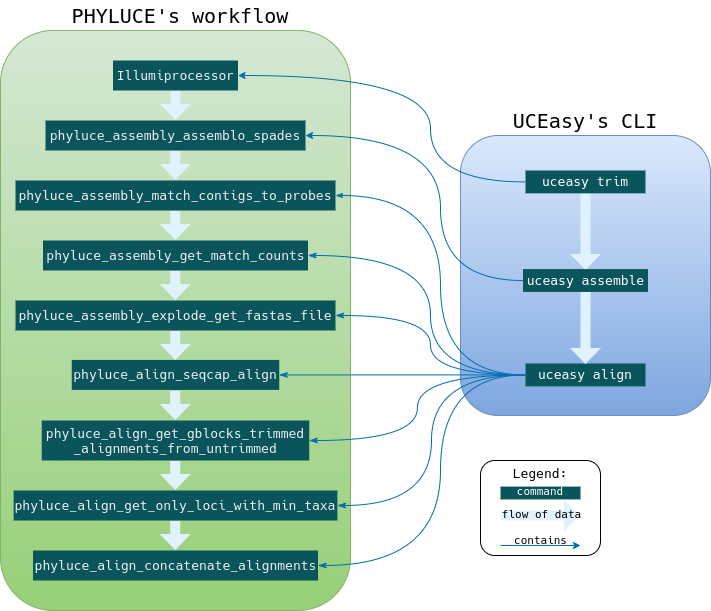 PHYLUCE's workflow
Illumiprocessor
phyluce_assembly_assemblo_spades
phyluce_assembly_match_contigs_to_probes
phyluce_assembly_get_match_counts
phyluce_assembly_explode_get_fastas_file
phyluce_align_seqcap_align
phyluce_align_get_gblocks_trimmed
_alignments_from_untrimmed
phyluce_align_get_only_loci_with_min_taxa
phyluce_align_concatenate_alignments
UCEasy's CLI
uceasy trim
uceasy assemble
uceasy align
Legend:
command
flow of data
contains